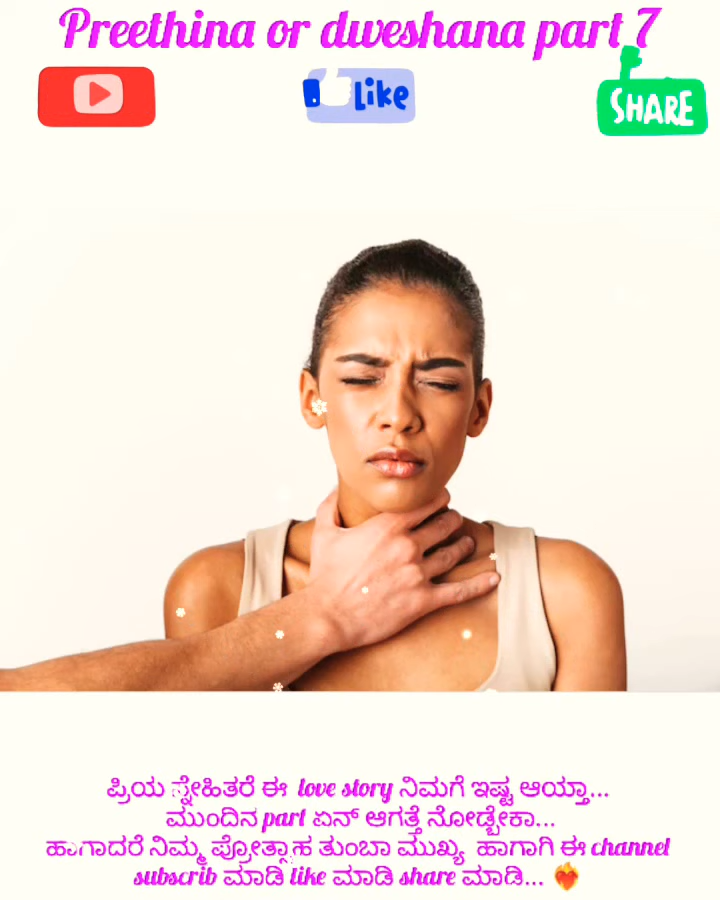 Preethina or dweshana part 7
Like
SHARE
ಪ್ರಿಯ ಸ್ನೇಹಿತರೆ ಈ love story ನಿಮಗೆ ಇಷ್ಟ ಆಯ್ತಾ...
ಮುಂದಿನ part ಏನ್ ಆಗತ್ತೆ ನೋಡ್ಬೇಕಾ...
ಹಾಗಾದರೆ ನಿಮ್ಮ ಪ್ರೋತ್ಸಾಹ ತುಂಬಾ ಮುಖ್ಯ ಹಾಗಾಗಿ ಈ channel
subscrib ಮಾಡಿ like ಮಾಡಿ share ಮಾಡಿ... ❤️‍🔥